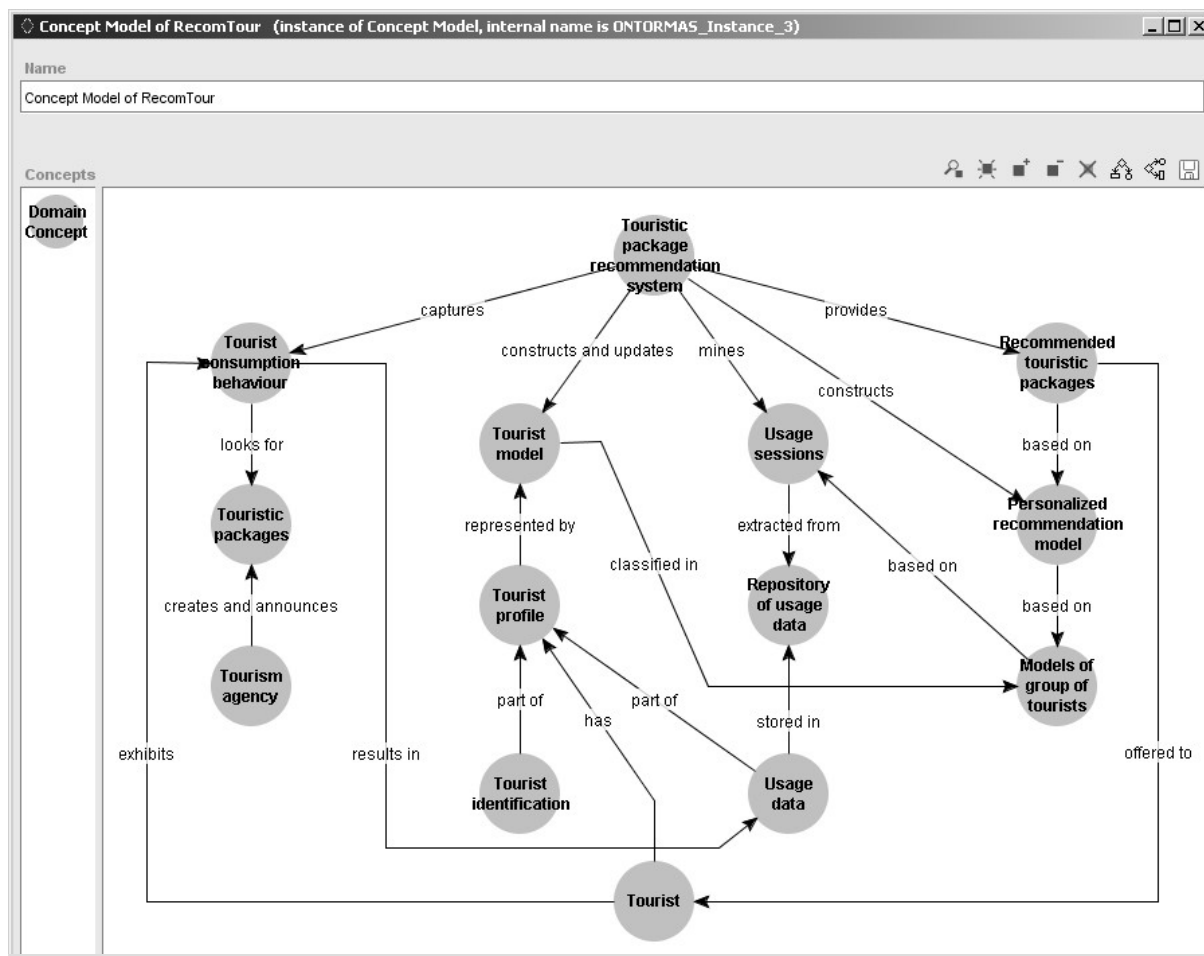 Concept Model of RecomTour (instance of Concept Model, internal name is ONTORMAS_Instance_3)
Name
Concept Model of RecomTour
Concepts
Domain
Concept
Touristic
package
recommendation
system
captures
provides
constructs and updates
mines
constructs
Tourist
consumption
behaviour
Recommended
touristic
packages
looks for
Tourist
model
Usage
sessions
based on
Touristic
packages
represented by
extracted from
Personalized
recommendation
model
classified in
based on
creates and announces
Tourist
profile
Repository
of usage
data
based on
Tourism
agency
Models of
group of
tourists
part of
has
part of
stored in
exhibits
results in
offered to
Tourist
identification
Usage
data
Tourist